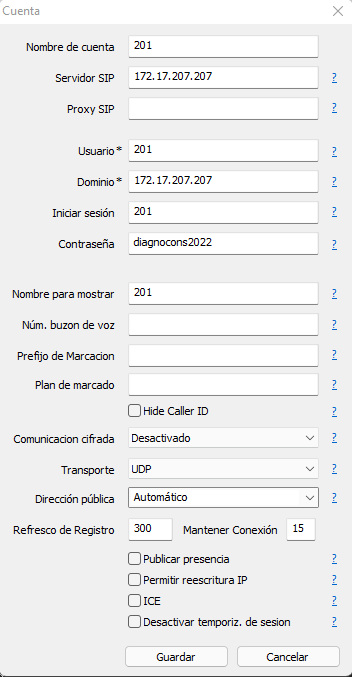 Cuenta
Nombre de cuenta 201
Servidor SIP 172.17.207.207 ?
Proxy SIP ?
Usuario * 201 ?
Dominio * 172.17.207.207 ?
Iniciar sesión 201 ?
Contraseña diagnocons2022 ?
Nombre para mostrar 201 ?
Núm. buzon de voz ?
Prefijo de Marcacion ?
Plan de marcado ?
Hide Caller ID ?
Comunicacion cifrada Desactivado ?
Transporte UDP ?
Dirección pública Automático ?
Refresco de Registro 300 Mantener Conexión 15 ?
Publicar presencia ?
Permitir reescritura IP ?
ICE ?
Desactivar temporiz. de sesion ?
Guardar Cancelar